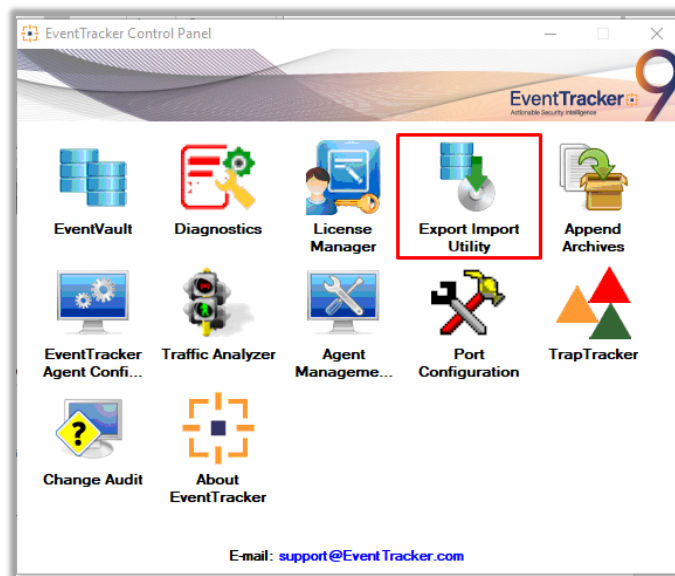 EventTracker Control Panel
EventTracker 9
Actionable Security Intelligence
EventVault
Diagnostics
License
Manager
Export Import
Utility
Append
Archives
EventTracker
Agent Confi...
Traffic Analyzer
Agent
Manageme...
Port
Configuration
TrapTracker
?
Change Audit
About
EventTracker
E-mail: support@EventTracker.com